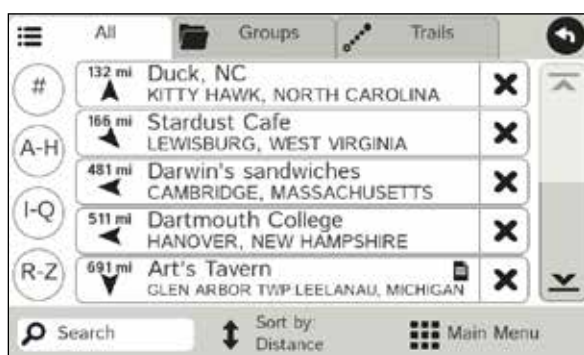 All Groups Trails
#
A-H
I-Q
R-Z
132 mi Duck, NC
KITTY HAWK, NORTH CAROLINA
166 mi Stardust Cafe
LEWISBURG, WEST VIRGINIA
481 mi Darwin's sandwiches
CAMBRIDGE, MASSACHUSETTS
511 mi Dartmouth College
HANOVER, NEW HAMPSHIRE
691 mi Art's Tavern
GLEN ARBOR TWP LEELANAU, MICHIGAN
Search
Sort by:
Distance
Main Menu